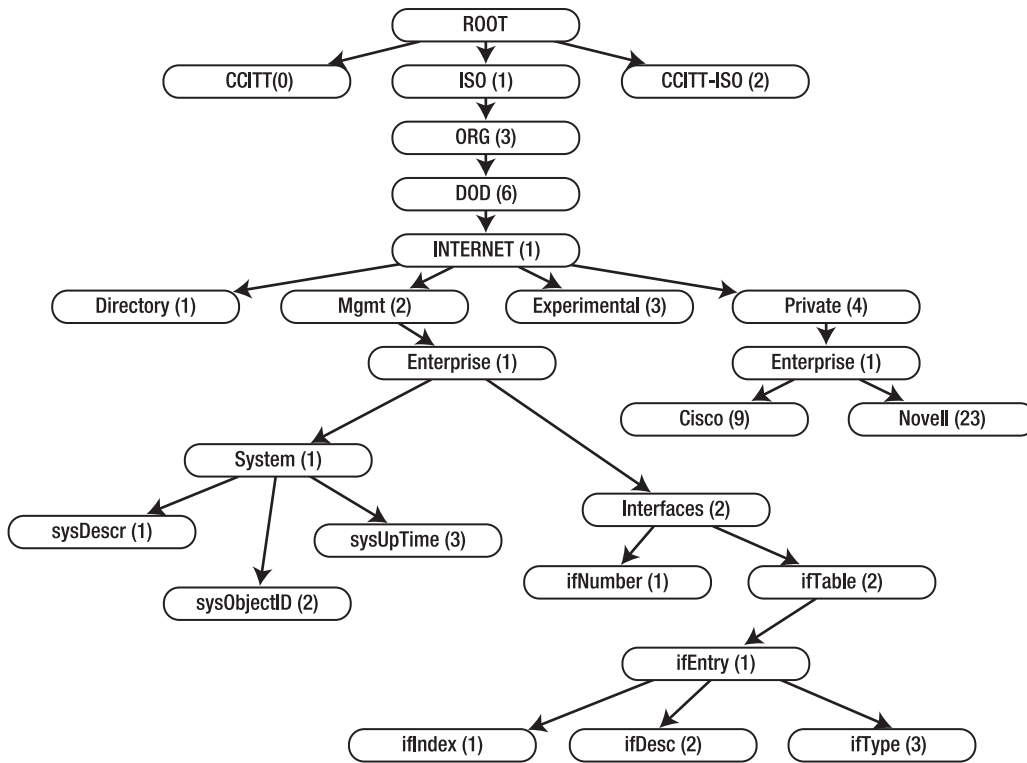 ROOT
CCITT(0)
ISO (1)
CCITT-ISO (2)
ORG (3)
DOD (6)
INTERNET (1)
Directory (1)
Mgmt (2)
Experimental (3)
Private (4)
Enterprise (1)
Enterprise (1)
Cisco (9)
Novell (23)
System (1)
Interfaces (2)
sysDescr (1)
sysUpTime (3)
sysObjectID (2)
ifNumber (1)
ifTable (2)
ifEntry (1)
ifIndex (1)
ifDesc (2)
ifType (3)